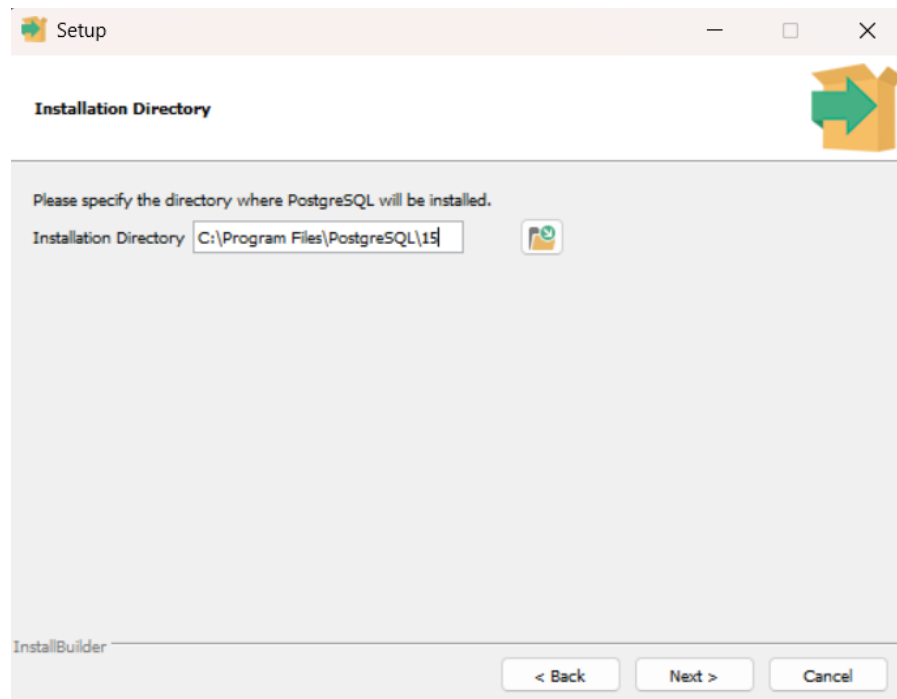 Setup
Installation Directory
Please specify the directory where PostgreSQL will be installed.
Installation Directory C:\Program Files\PostgreSQL\15
InstallBuilder
< Back Next > Cancel